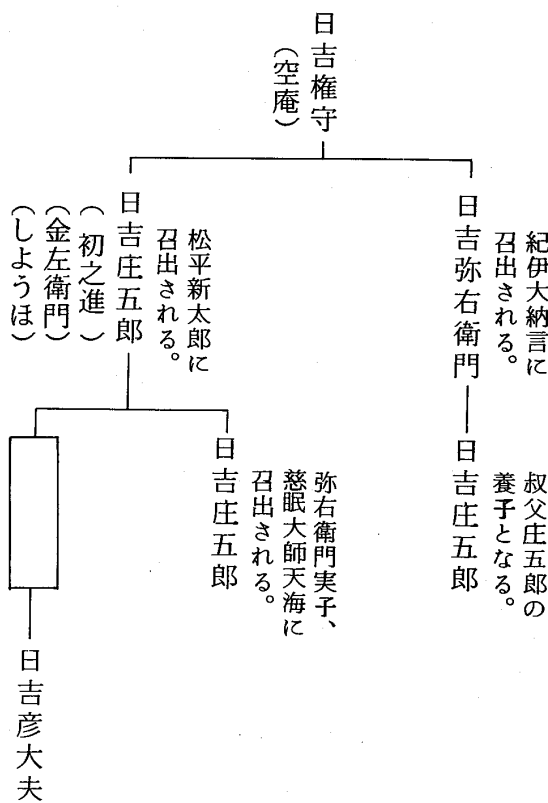 日吉権守
(空庵)
紀伊大納言に
召出される。
日吉弥右衛門
叔父庄五郎の
養子となる。
日吉庄五郎
松平新太郎に
召出される。
日吉庄五郎
(初之進)
(金左衛門)
(しようほ)
弥右衛門実子、
慈眠大師天海に
召出される。
日吉庄五郎
日吉彦大夫